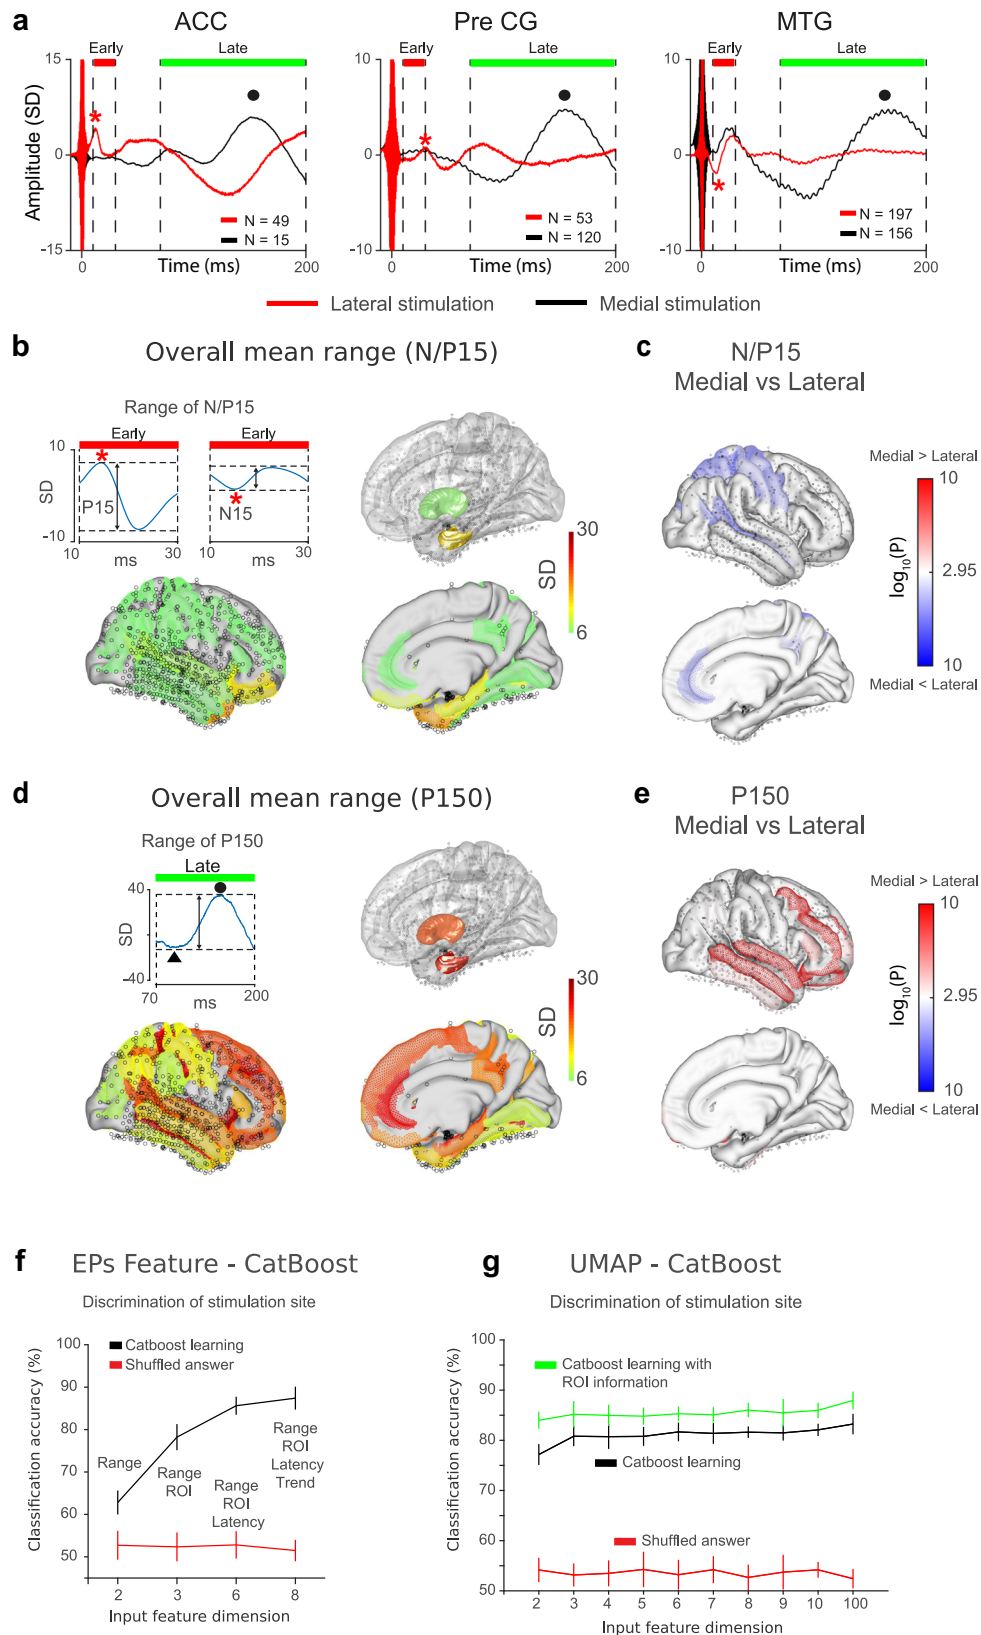 a
ACC
Pre CG
MTG
Early
Late
Early
Late
Early
Late
Amplitude (SD)
15
0
-15
10
0
-10
10
0
-10
*
*
*
N = 49
N = 15
N = 53
N = 120
N = 197
N = 156
0
Time (ms)
200
0
Time (ms)
200
0
Time (ms)
200
Lateral stimulation
Medial stimulation
b
Overall mean range (N/P15)
Range of N/P15
Early
Early
SD
10
-10
*
P15
*
N15
10
30
10
30
ms
ms
30
SD
6
c
N/P15
Medial vs Lateral
Medial > Lateral
10
log10(P)
2.95
10
Medial < Lateral
d
Overall mean range (P150)
Range of P150
Late
SD
40
-40
70
ms
200
30
SD
6
e
P150
Medial vs Lateral
Medial > Lateral
10
log10(P)
2.95
10
Medial < Lateral
f
EPs Feature - CatBoost
Discrimination of stimulation site
Classification accuracy (%)
100
90
80
70
60
50
Catboost learning
Shuffled answer
Range
Range
ROI
Range
ROI
Latency
Range
ROI
Latency
Trend
2
3
6
8
Input feature dimension
g
UMAP - CatBoost
Discrimination of stimulation site
Classification accuracy (%)
100
90
80
70
60
50
Catboost learning with
ROI information
Catboost learning
Shuffled answer
2
3
4
5
6
7
8
9
10
100
Input feature dimension